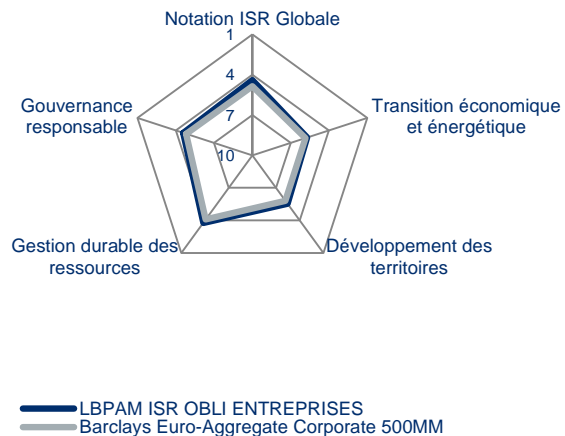 Notation ISR Globale
1
4
7
10
Gouvernance
responsable
Transition économique
et énergétique
Gestion durable des
ressources
Développement des
territoires
LBPAM ISR OBLI ENTREPRISES
Barclays Euro-Aggregate Corporate 500MM